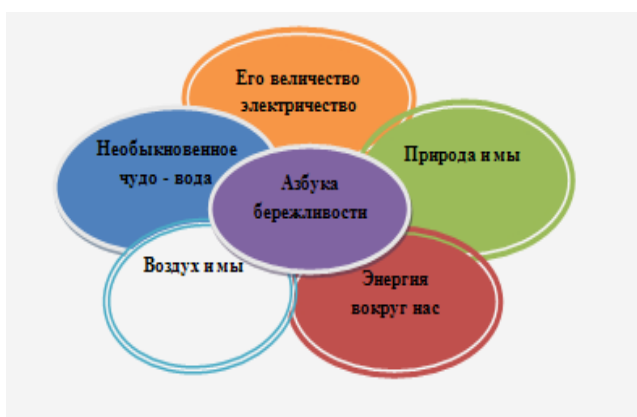 Его величество
электричество
Необыкновенное
чудо - вода
Природа и мы
Азбука
бережливости
Воздух и мы
Энергия
вокруг нас